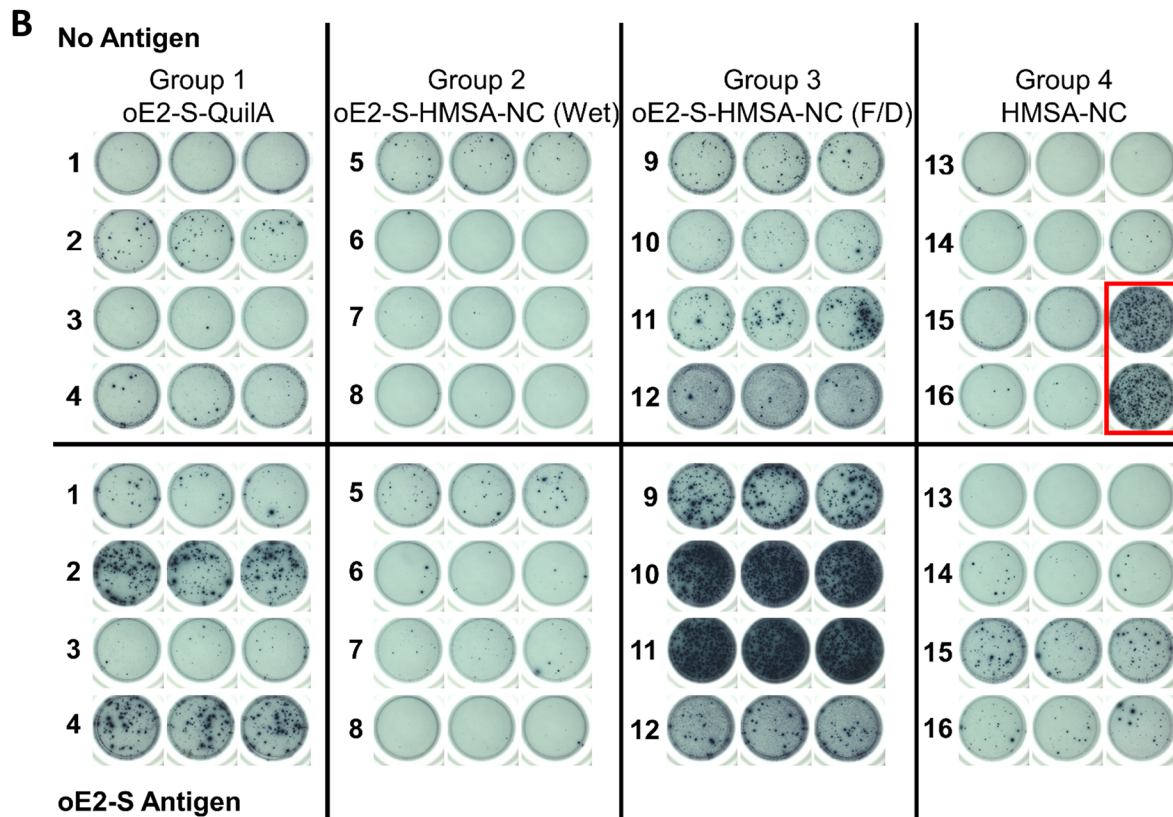 B
No Antigen
Group 1
oE2-S-QuilA
Group 2
oE2-S-HMSA-NC (Wet)
Group 3
oE2-S-HMSA-NC (F/D)
Group 4
HMSA-NC
1 5 9 13
2 6 10 14
3 7 11 15
4 8 12 16
1 5 9 13
2 6 10 14
3 7 11 15
4 8 12 16
oE2-S Antigen